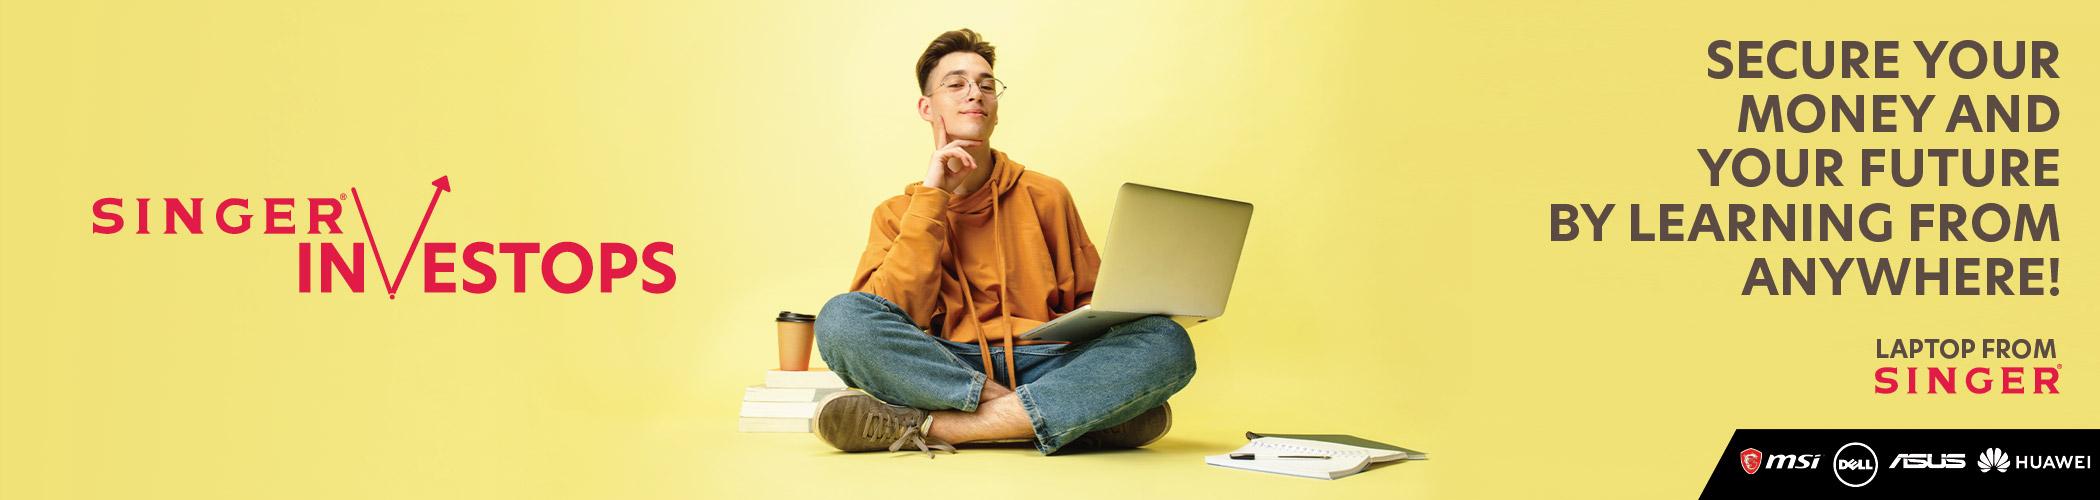 SINGER®
INVESTOPS
SECURE YOUR
MONEY AND
YOUR FUTURE
BY LEARNING FROM
ANYWHERE!
LAPTOP FROM
SINGER®
msi DELL ASUS HUAWEI